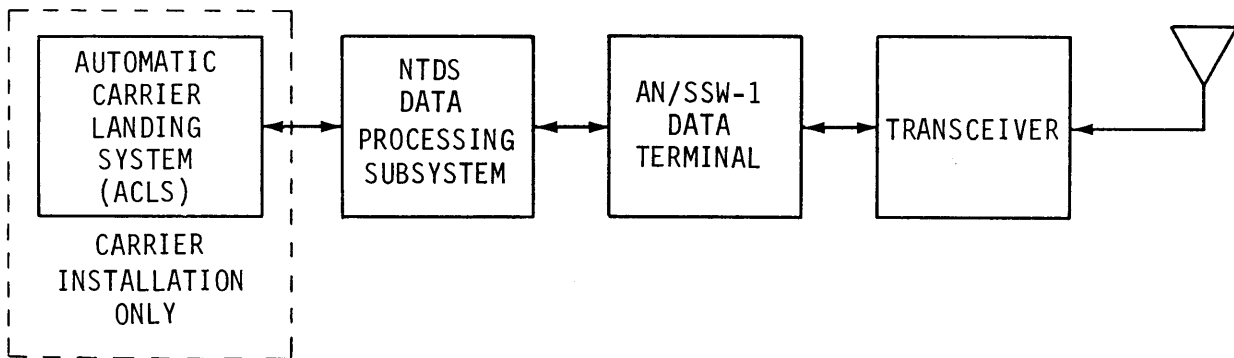 AUTOMATIC
CARRIER
LANDING
SYSTEM
(ACLS)
CARRIER
INSTALLATION
ONLY
NTDS
DATA
PROCESSING
SUBSYSTEM
AN/SSW-1
DATA
TERMINAL
TRANSCEIVER